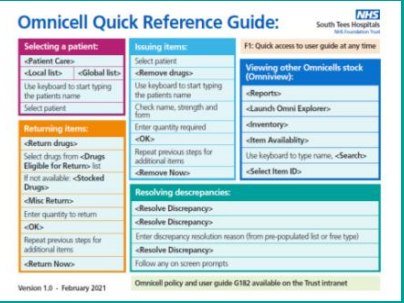 Omnicell Quick Reference Guide:
NHS
South Tees Hospitals
NHS Foundation Trust
Selecting a patient:
<Patient Care>
<Local list> <Global list>
Use keyboard to start typing
the patients name
Select patient
Returning items:
<Return drugs>
Select drugs from <Drugs
Eligible for Return> list
If not available: <Stocked
Drugs>
<Misc Return>
Enter quantity to return
<OK>
Repeat previous steps for
additional items
<Return Now>
Issuing items:
Select patient
<Remove drugs>
Use keyboard to start typing
the patients name
Check name, strength and
form
Enter quantity required
<OK>
Repeat previous steps for
additional items
<Remove Now>
F1: Quick access to user guide at any time
Viewing other Omnicells stock
(Omniview):
<Reports>
<Launch Omni Explorer>
<Inventory>
<Item Availablity>
Use keyboard to type name, <Search>
<Select Item ID>
Resolving descrepancies:
<Resolve Discrepancy>
<Resolve Discrepancy>
Enter discrepancy resolution reason (from pre-populated list or free type)
<Resolve Discrepancy>
Follow any on screen prompts
Version 1.0 - February 2021
Omnicell policy and user guide G182 available on the Trust intranet